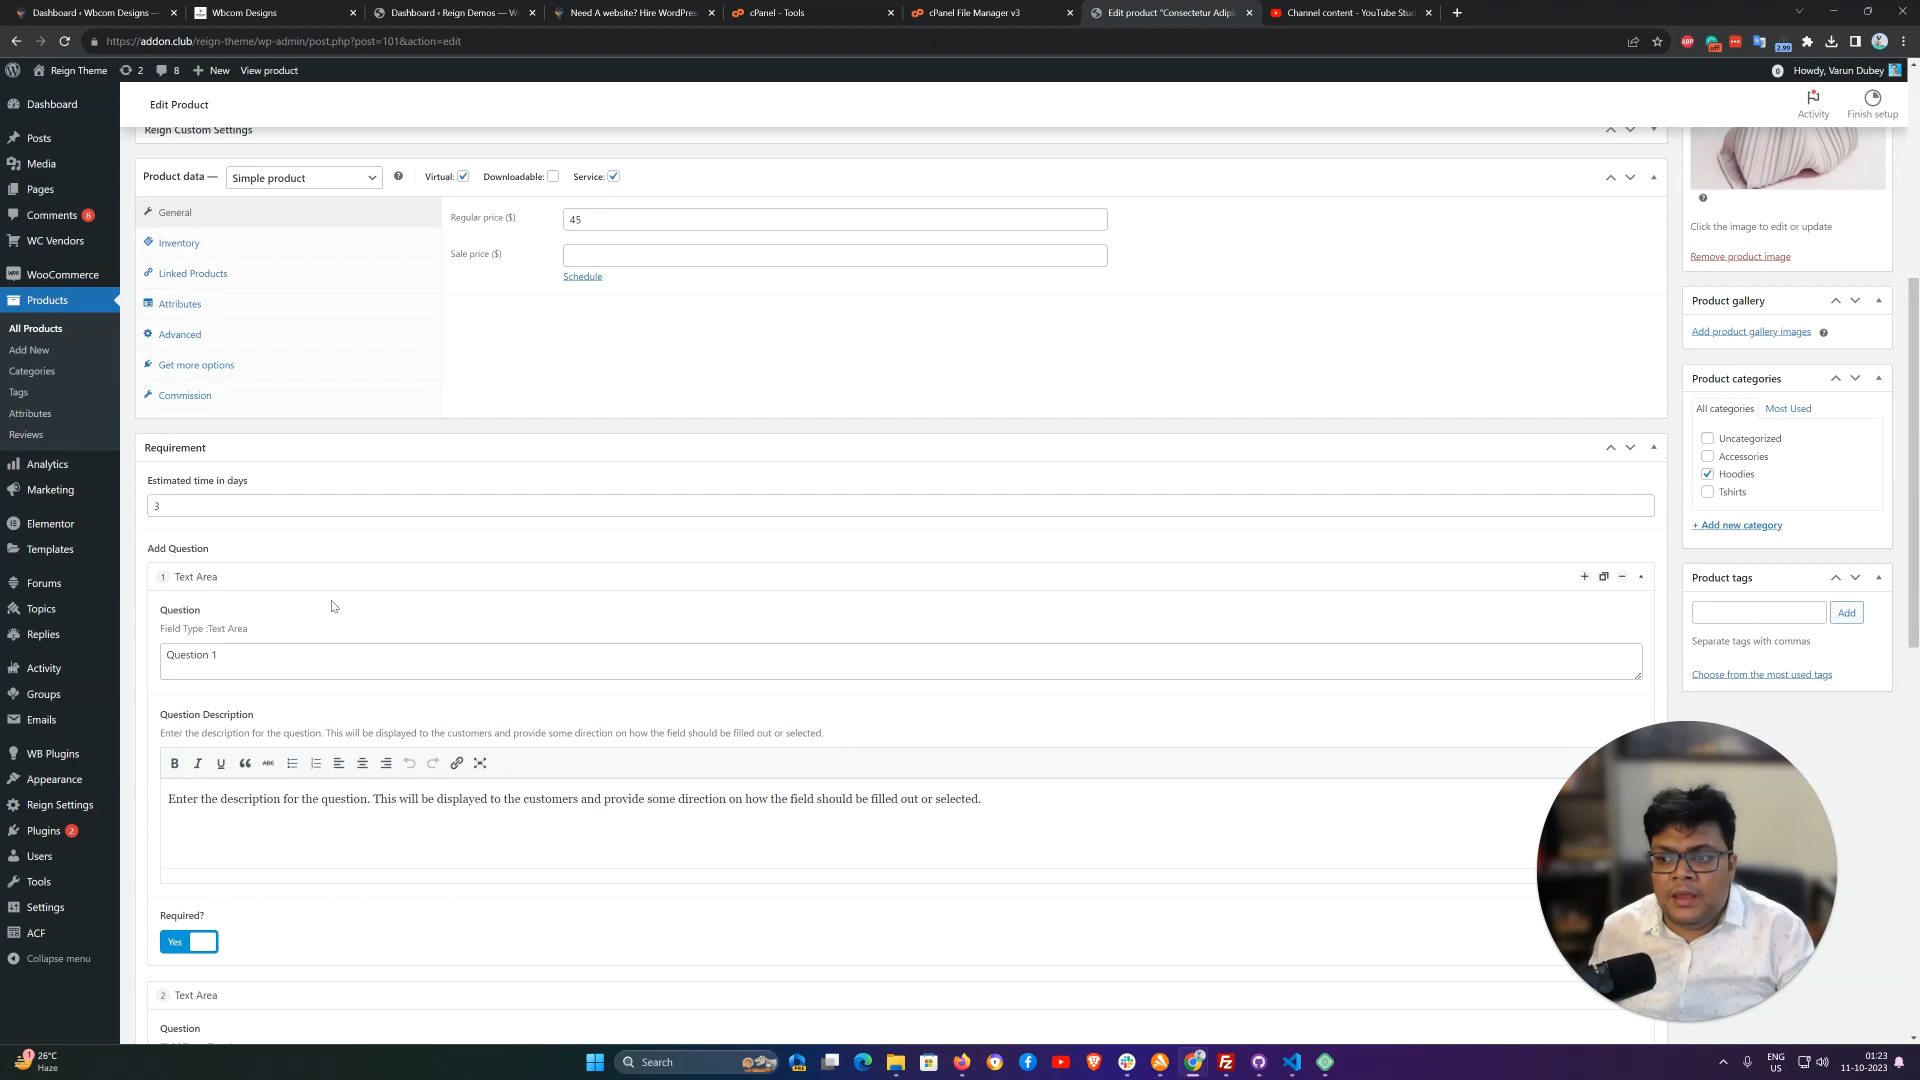 Dashboard ‹ Wbcom Designs —
Wbcom Designs
Dashboard ‹ Reign Demos — W
Need A website? Hire WordPre
cPanel - Tools
cPanel File Manager v3
Edit product "Consectetur Adipi
Channel content - YouTube Stud
https://addon.club/reign-theme/wp-admin/post.php?post=101&action=edit
ABP
off
2.99
Reign Theme
2
8
New
View product
0
Howdy, Varun Dubey
Edit Product
Activity
Finish setup
Dashboard
Posts
Media
Pages
Comments 8
WC Vendors
WooCommerce
Products
All Products
Add New
Categories
Tags
Attributes
Reviews
Analytics
Marketing
Elementor
Templates
Forums
Topics
Replies
Activity
Groups
Emails
WB Plugins
Appearance
Reign Settings
Plugins 2
Users
Tools
Settings
ACF
Collapse menu
Reign Custom Settings
Product data —
Simple product
Virtual:
Downloadable:
Service:
General
Inventory
Linked Products
Attributes
Advanced
Get more options
Commission
Regular price ($)
45
Sale price ($)
Schedule
Requirement
Estimated time in days
3
Add Question
1 Text Area
Question
Field Type :Text Area
Question 1
Question Description
Enter the description for the question. This will be displayed to the customers and provide some direction on how the field should be filled out or selected.
B I U ABC
Enter the description for the question. This will be displayed to the customers and provide some direction on how the field should be filled out or selected.
Required?
Yes
2 Text Area
Question
Click the image to edit or update
Remove product image
Product gallery
Add product gallery images
Product categories
All categories
Most Used
Uncategorized
Accessories
Hoodies
Tshirts
+ Add new category
Product tags
Add
Separate tags with commas
Choose from the most used tags
1
26°C
Haze
Search
ENG
US
01:23
11-10-2023